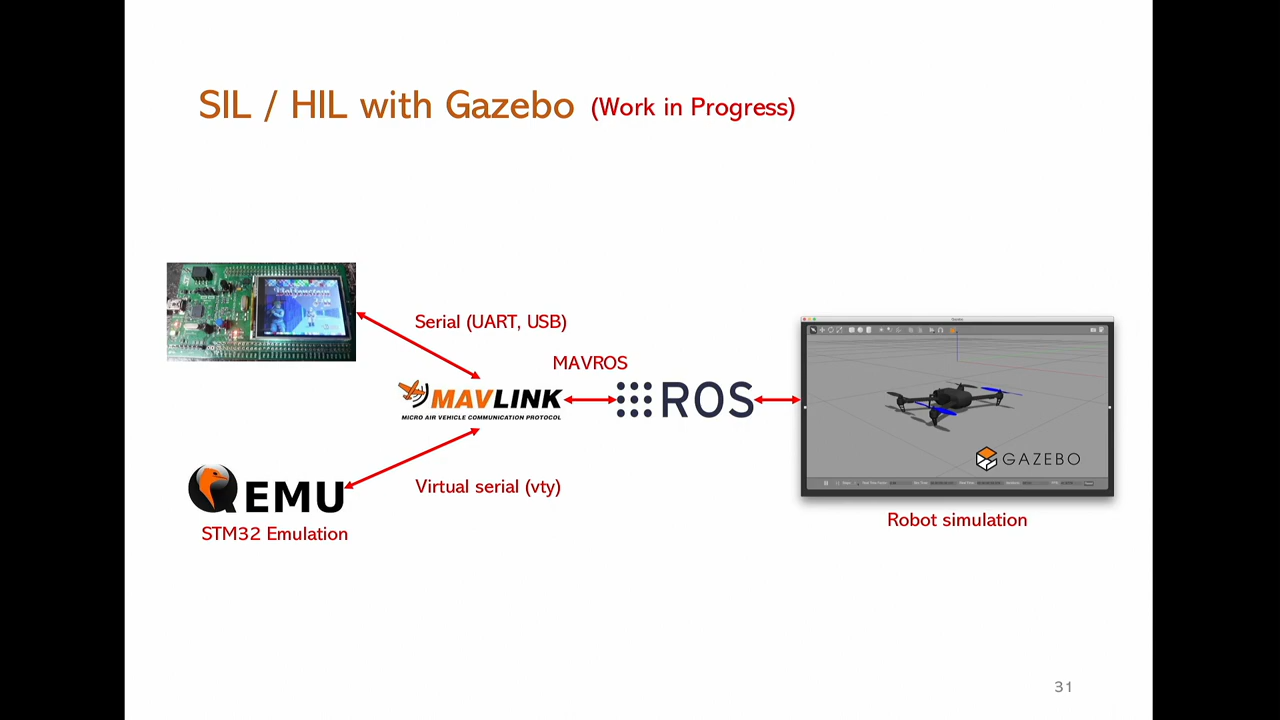 SIL / HIL with Gazebo (Work in Progress)
Serial (UART, USB)
MAVROS
MAVLINK
MICRO AIR VEHICLE COMMUNICATION PROTOCOL
ROS
GAZEBO
QEMU
Virtual serial (vty)
STM32 Emulation
Robot simulation
31